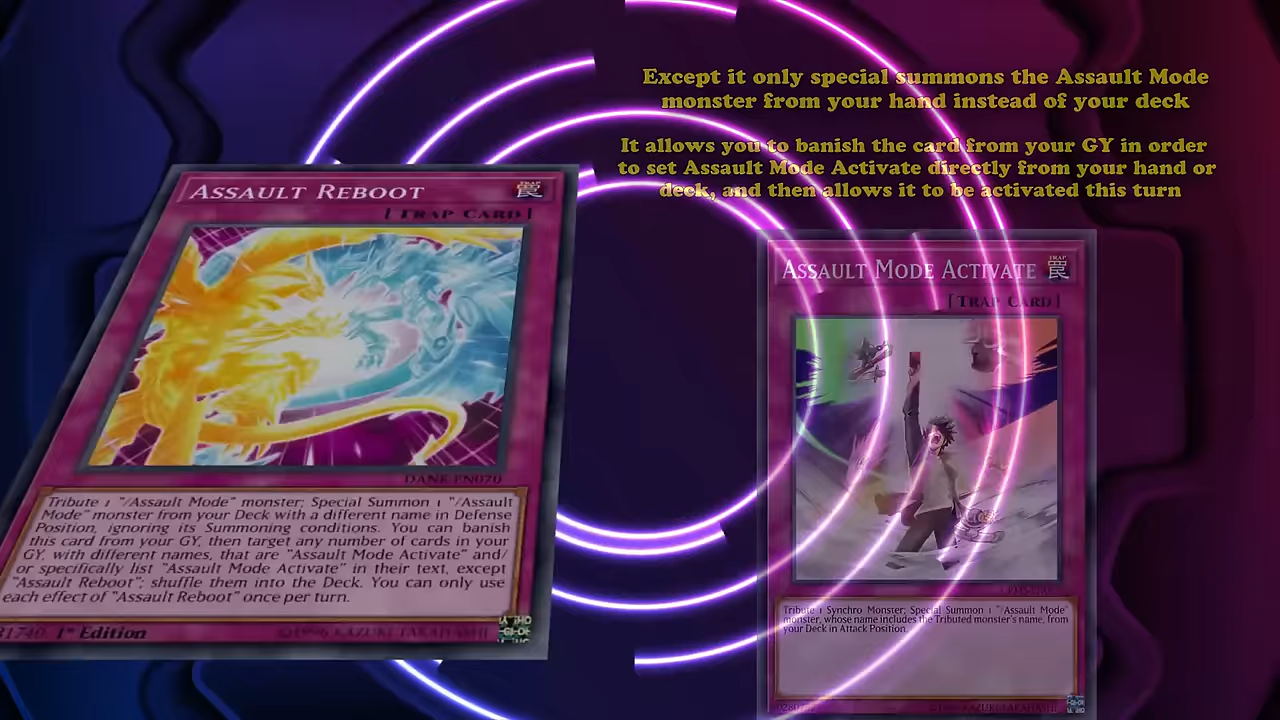 Except it only special summons the Assault Mode
monster from your hand instead of your deck
It allows you to banish the card from your GY in order
to set Assault Mode Activate directly from your hand or
deck, and then allows it to be activated this turn
ASSAULT REBOOT
TRAP
罠
[ TRAP CARD ]
DANE-EN070
Tribute 1 "/Assault Mode" monster; Special Summon 1 "/Assault
Mode" monster from your Deck with a different name in Defense
Position, ignoring its Summoning conditions. You can banish
this card from your GY, then target any number of cards in your
GY, with different names, that are "Assault Mode Activate" and/
or specifically list "Assault Mode Activate" in their text, except
"Assault Reboot"; shuffle them into the Deck. You can only use
each effect of "Assault Reboot" once per turn.
1ˢᵗ Edition
©1996 KAZUKI TAKAHASHI
ASSAULT MODE ACTIVATE
TRAP
罠
[ TRAP CARD ]
Tribute 1 Synchro Monster; Special Summon 1 "/Assault Mode"
monster, whose name includes the Tributed monster's name, from
your Deck in Attack Position.
©1996 KAZUKI TAKAHASHI